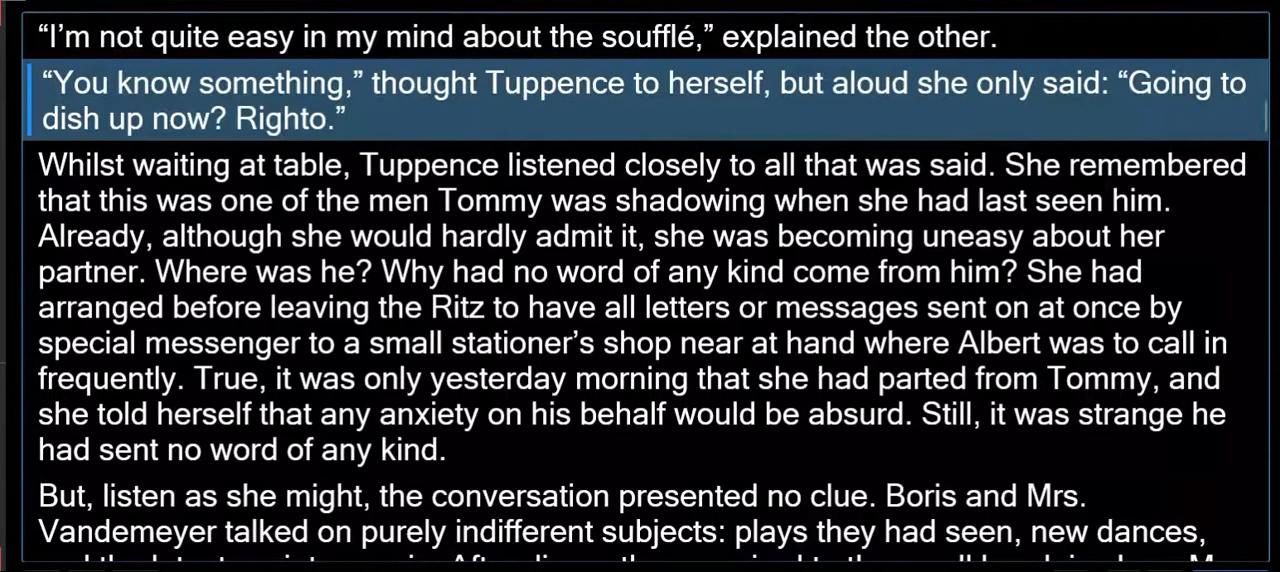 “I’m not quite easy in my mind about the soufflé,” explained the other.
“You know something,” thought Tuppence to herself, but aloud she only said: “Going to
dish up now? Righto.”
Whilst waiting at table, Tuppence listened closely to all that was said. She remembered
that this was one of the men Tommy was shadowing when she had last seen him.
Already, although she would hardly admit it, she was becoming uneasy about her
partner. Where was he? Why had no word of any kind come from him? She had
arranged before leaving the Ritz to have all letters or messages sent on at once by
special messenger to a small stationer’s shop near at hand where Albert was to call in
frequently. True, it was only yesterday morning that she had parted from Tommy, and
she told herself that any anxiety on his behalf would be absurd. Still, it was strange he
had sent no word of any kind.
But, listen as she might, the conversation presented no clue. Boris and Mrs.
Vandemeyer talked on purely indifferent subjects: plays they had seen, new dances,